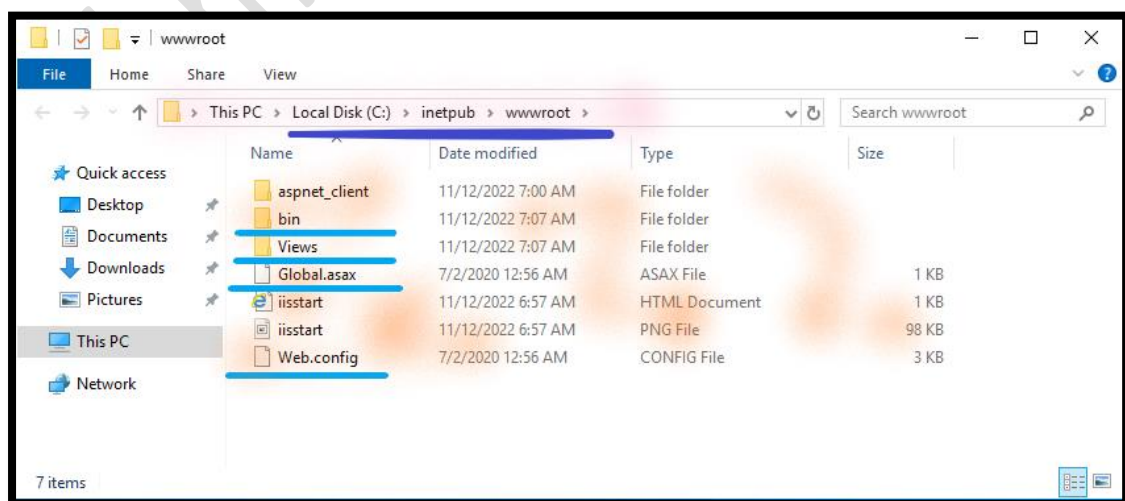 wwwroot
File Home Share View
This PC > Local Disk (C:) > inetpub > wwwroot >
Search wwwroot
Name Date modified Type Size
Quick access
Desktop
Documents
Downloads
Pictures
This PC
Network
aspnet_client 11/12/2022 7:00 AM File folder
bin 11/12/2022 7:07 AM File folder
Views 11/12/2022 7:07 AM File folder
Global.asax 7/2/2020 12:56 AM ASAX File 1 KB
iisstart 11/12/2022 6:57 AM HTML Document 1 KB
iisstart 11/12/2022 6:57 AM PNG File 98 KB
Web.config 7/2/2020 12:56 AM CONFIG File 3 KB
7 items